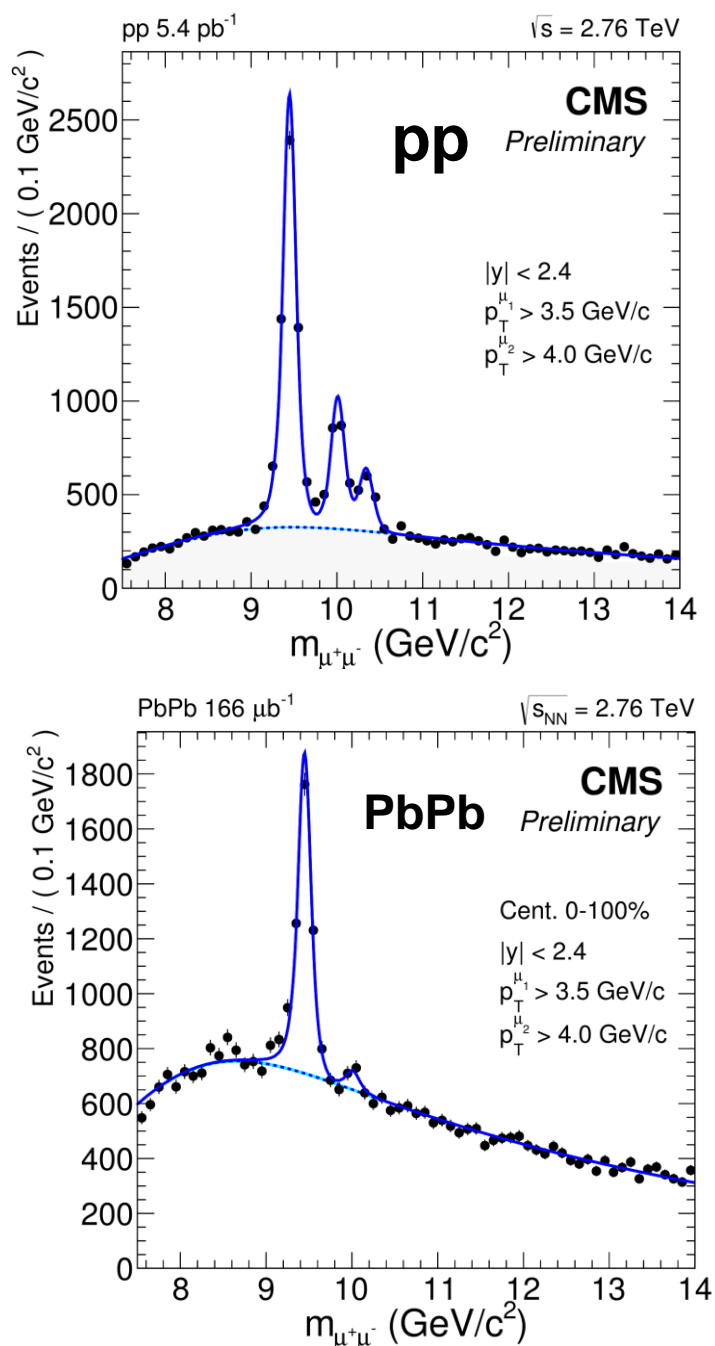 pp 5.4 pb⁻¹ √s = 2.76 TeV
CMS
pp Preliminary
|y| < 2.4
p_T^μ₁ > 3.5 GeV/c
p_T^μ₂ > 4.0 GeV/c
Events / ( 0.1 GeV/c² )
2500
2000
1500
1000
500
0
8 9 10 11 12 13 14
m_μ⁺μ⁻ (GeV/c²)
PbPb 166 μb⁻¹ √s_NN = 2.76 TeV
CMS
PbPb Preliminary
Cent. 0-100%
|y| < 2.4
p_T^μ₁ > 3.5 GeV/c
p_T^μ₂ > 4.0 GeV/c
Events / ( 0.1 GeV/c² )
1800
1600
1400
1200
1000
800
600
400
200
0
8 9 10 11 12 13 14
m_μ⁺μ⁻ (GeV/c²)